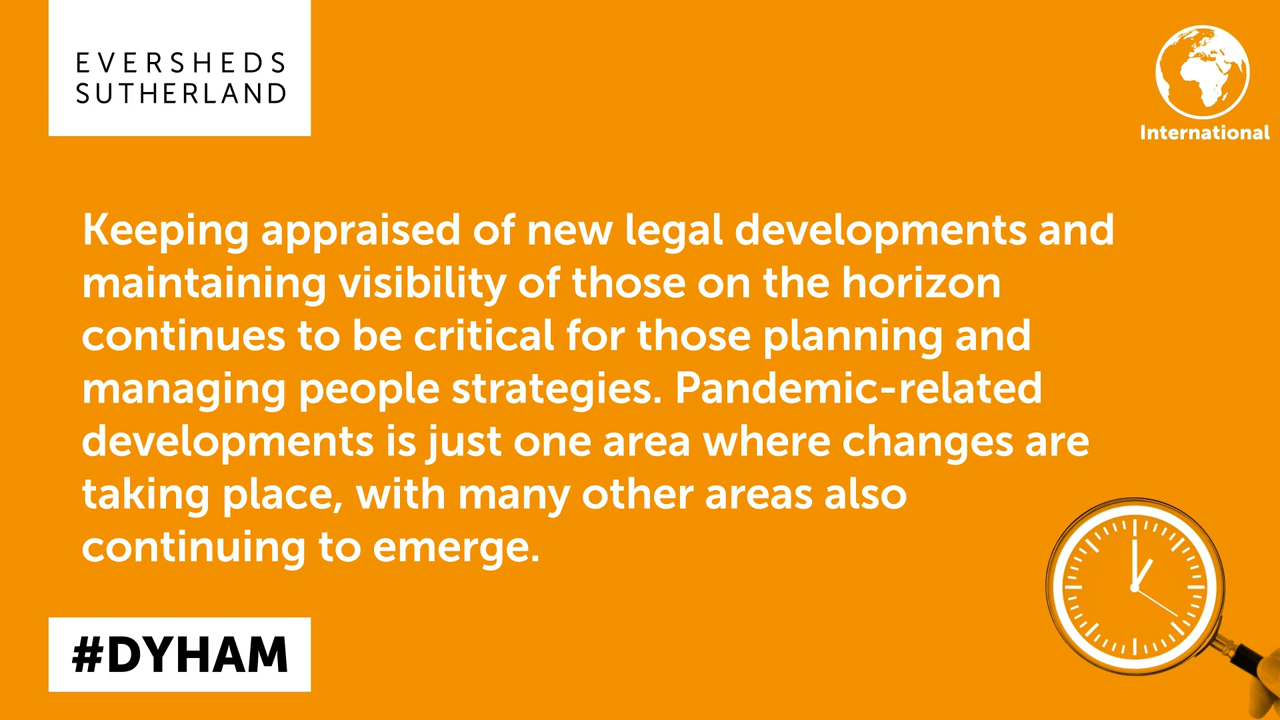 EVERSHEDS
SUTHERLAND
International
Keeping appraised of new legal developments and
maintaining visibility of those on the horizon
continues to be critical for those planning and
managing people strategies. Pandemic-related
developments is just one area where changes are
taking place, with many other areas also
continuing to emerge.
#DYHAM